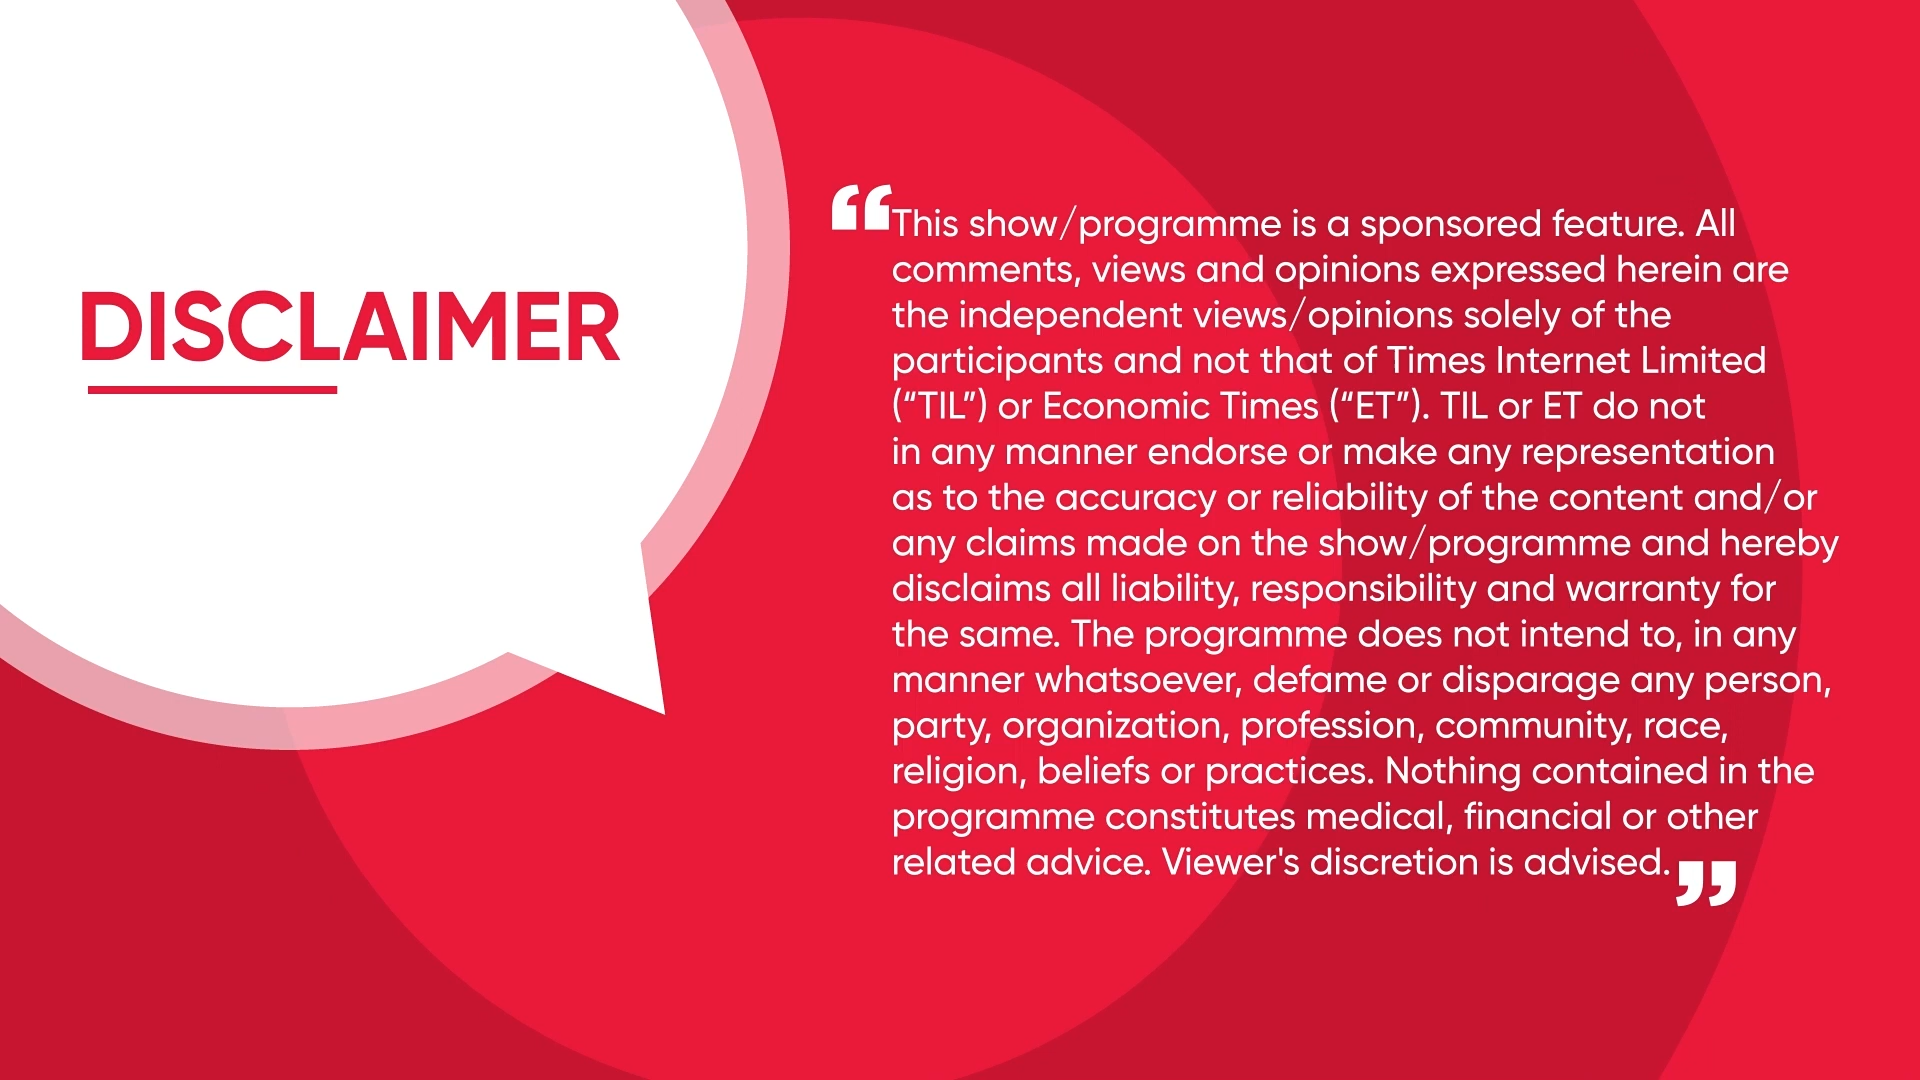 DISCLAIMER
“This show/programme is a sponsored feature. All
comments, views and opinions expressed herein are
the independent views/opinions solely of the
participants and not that of Times Internet Limited
(“TIL”) or Economic Times (“ET”). TIL or ET do not
in any manner endorse or make any representation
as to the accuracy or reliability of the content and/or
any claims made on the show/programme and hereby
disclaims all liability, responsibility and warranty for
the same. The programme does not intend to, in any
manner whatsoever, defame or disparage any person,
party, organization, profession, community, race,
religion, beliefs or practices. Nothing contained in the
programme constitutes medical, financial or other
related advice. Viewer's discretion is advised.”